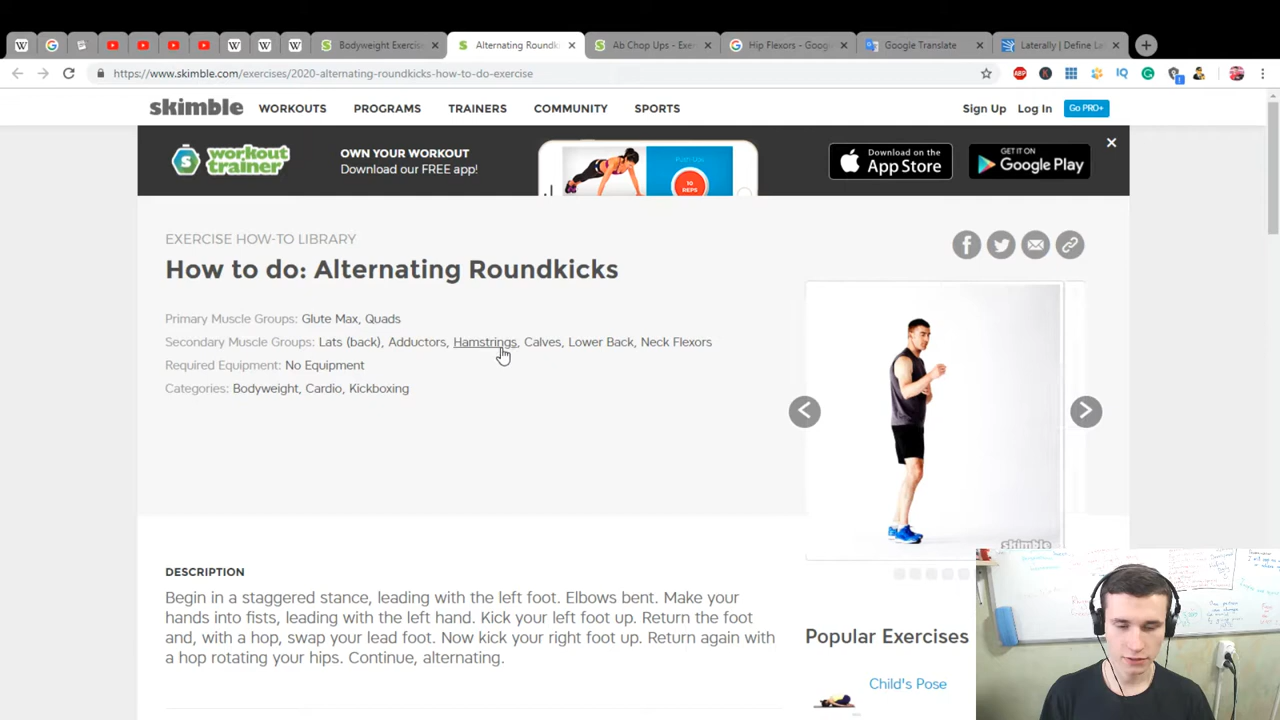 Bodyweight Exercis
Alternating Roundk
Ab Chop Ups - Exer
Hip Flexors - Googl
Google Translate
Laterally | Define La
https://www.skimble.com/exercises/2020-alternating-roundkicks-how-to-do-exercise
skimble WORKOUTS PROGRAMS TRAINERS COMMUNITY SPORTS Sign Up Log In Go PRO+
workout trainer
OWN YOUR WORKOUT
Download our FREE app!
PUSH UPS
10 REPS
Download on the App Store
GET IT ON Google Play
EXERCISE HOW-TO LIBRARY
How to do: Alternating Roundkicks
Primary Muscle Groups: Glute Max, Quads
Secondary Muscle Groups: Lats (back), Adductors, Hamstrings, Calves, Lower Back, Neck Flexors
Required Equipment: No Equipment
Categories: Bodyweight, Cardio, Kickboxing
skimble
DESCRIPTION
Begin in a staggered stance, leading with the left foot. Elbows bent. Make your
hands into fists, leading with the left hand. Kick your left foot up. Return the foot
and, with a hop, swap your lead foot. Now kick your right foot up. Return again with
a hop rotating your hips. Continue, alternating.
Popular Exercises
Child's Pose